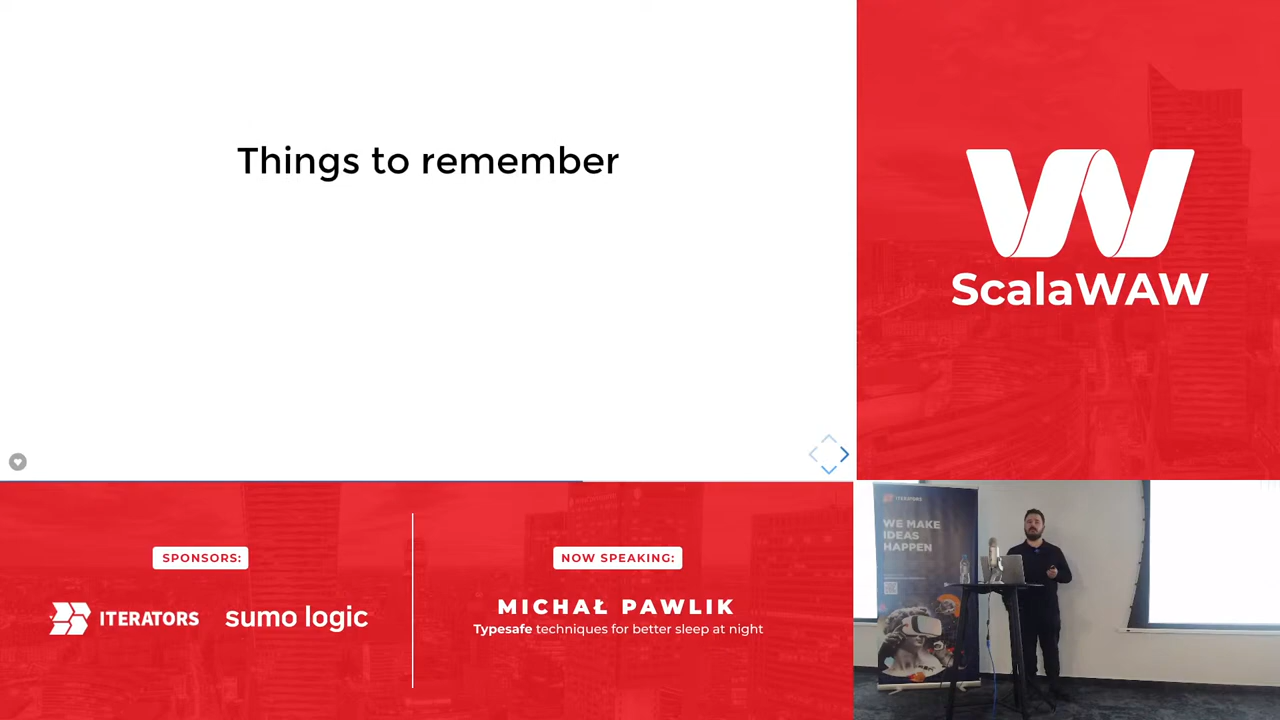 Things to remember
ScalaWAW
SPONSORS:
ITERATORS
sumo logic
NOW SPEAKING:
MICHAŁ PAWLIK
Typesafe techniques for better sleep at night
ITERATORS
WE MAKE
IDEAS
HAPPEN